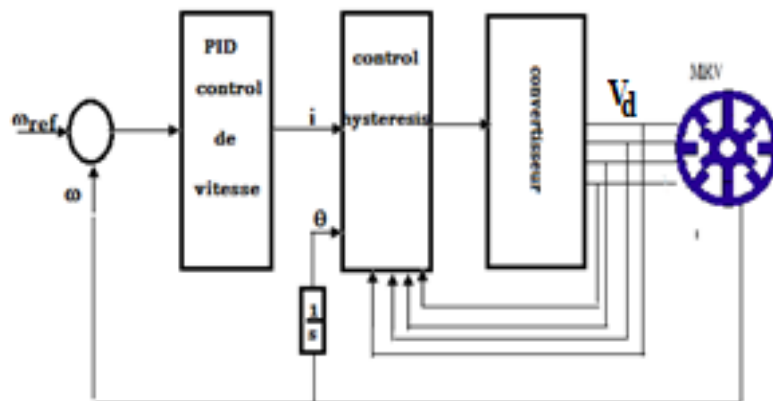 PID
control
de
vitesse
control
hysteresis
convertisseur
Vd
MRV
ωref
i
ω
θ
1
s